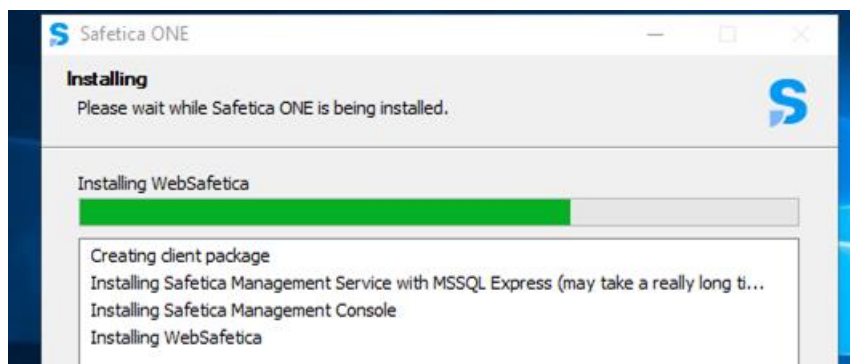 Safetica ONE
Installing
Please wait while Safetica ONE is being installed.
Installing WebSafetica
Creating client package
Installing Safetica Management Service with MSSQL Express (may take a really long ti...
Installing Safetica Management Console
Installing WebSafetica